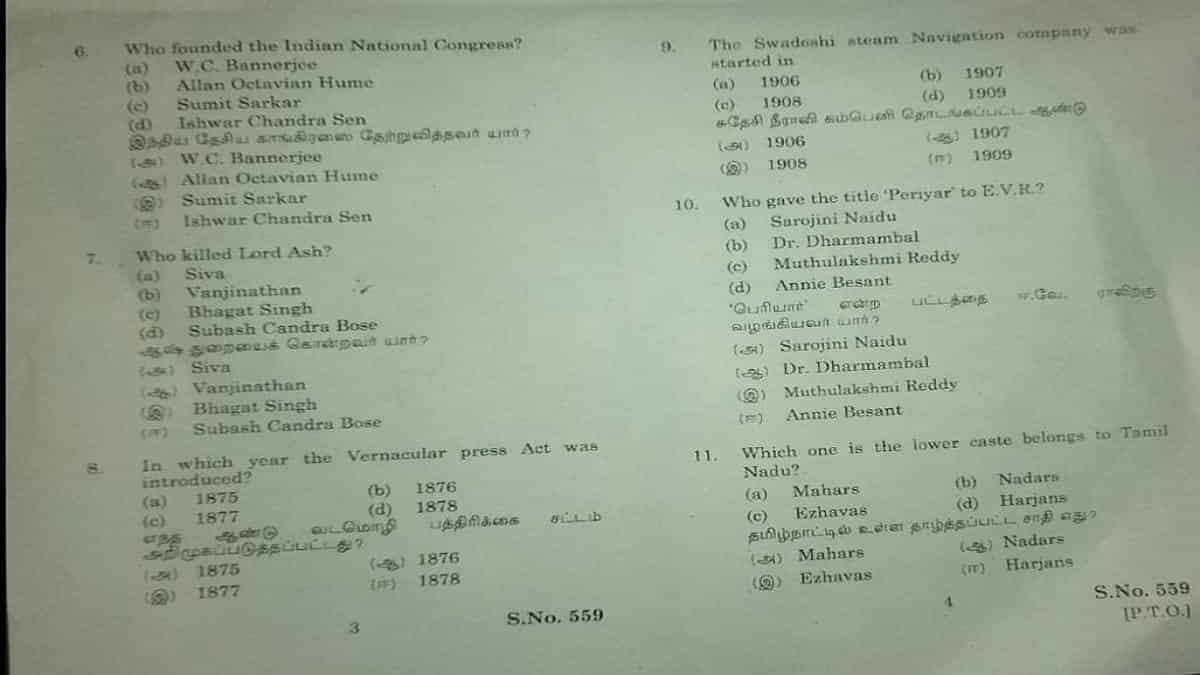 6. Who founded the Indian National Congress?
(a) W.C. Bannerjee
(b) Allan Octavian Hume
(c) Sumit Sarkar
(d) Ishwar Chandra Sen
இந்திய தேசிய காங்கிரஸை தோற்றுவித்தவர் யார்?
(அ) W.C. Bannerjee
(ஆ) Allan Octavian Hume
(இ) Sumit Sarkar
(ஈ) Ishwar Chandra Sen
7. Who killed Lord Ash?
(a) Siva
(b) Vanjinathan
(c) Bhagat Singh
(d) Subash Candra Bose
ஆஷ் துறையைக் கொன்றவர் யார்?
(அ) Siva
(ஆ) Vanjinathan
(இ) Bhagat Singh
(ஈ) Subash Candra Bose
8. In which year the Vernacular press Act was
introduced?
(a) 1875 (b) 1876
(c) 1877 (d) 1878
எந்த ஆண்டு வடமொழி பத்திரிக்கை சட்டம்
அறிமுகப்படுத்தப்பட்டது?
(அ) 1875 (ஆ) 1876
(இ) 1877 (ஈ) 1878
3
S.No. 559
9. The Swadeshi steam Navigation company was
started in
(a) 1906 (b) 1907
(c) 1908 (d) 1909
சுதேசி நீராவி கம்பெனி தொடங்கப்பட்ட ஆண்டு
(அ) 1906 (ஆ) 1907
(இ) 1908 (ஈ) 1909
10. Who gave the title 'Periyar' to E.V.R.?
(a) Sarojini Naidu
(b) Dr. Dharmambal
(c) Muthulakshmi Reddy
(d) Annie Besant
'பெரியார்' என்ற பட்டத்தை ஈ.வே. ராவிற்கு
வழங்கியவர் யார்?
(அ) Sarojini Naidu
(ஆ) Dr. Dharmambal
(இ) Muthulakshmi Reddy
(ஈ) Annie Besant
11. Which one is the lower caste belongs to Tamil
Nadu?
(a) Mahars (b) Nadars
(c) Ezhavas (d) Harjans
தமிழ்நாட்டில் உள்ள தாழ்த்தப்பட்ட சாதி எது?
(அ) Mahars (ஆ) Nadars
(இ) Ezhavas (ஈ) Harjans
4
S.No. 559
[P.T.O.]